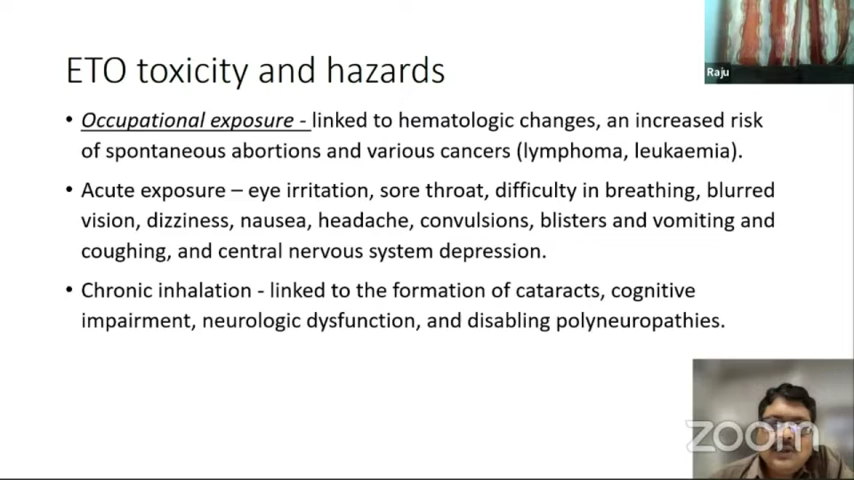 ETO toxicity and hazards
Raju
• Occupational exposure - linked to hematologic changes, an increased risk
of spontaneous abortions and various cancers (lymphoma, leukaemia).
• Acute exposure – eye irritation, sore throat, difficulty in breathing, blurred
vision, dizziness, nausea, headache, convulsions, blisters and vomiting and
coughing, and central nervous system depression.
• Chronic inhalation - linked to the formation of cataracts, cognitive
impairment, neurologic dysfunction, and disabling polyneuropathies.
zoom